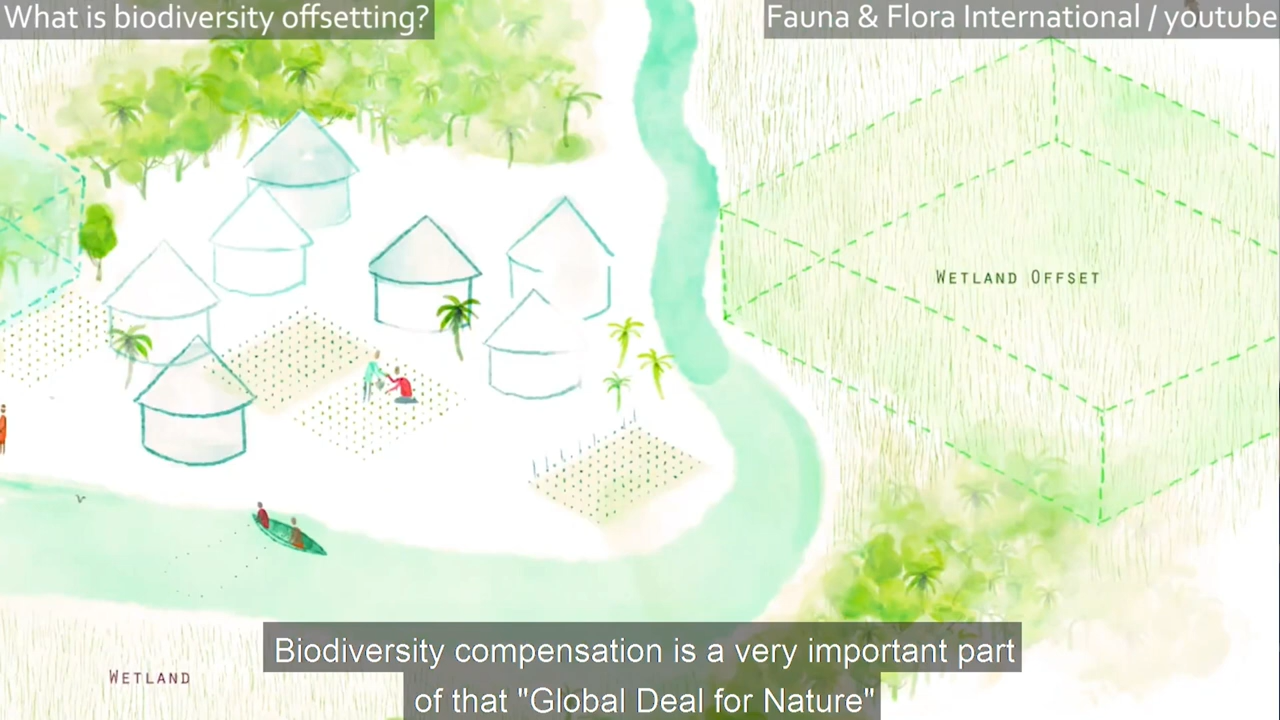 What is biodiversity offsetting?
Fauna & Flora International / youtube
WETLAND OFFSET
WETLAND
Biodiversity compensation is a very important part
of that "Global Deal for Nature"